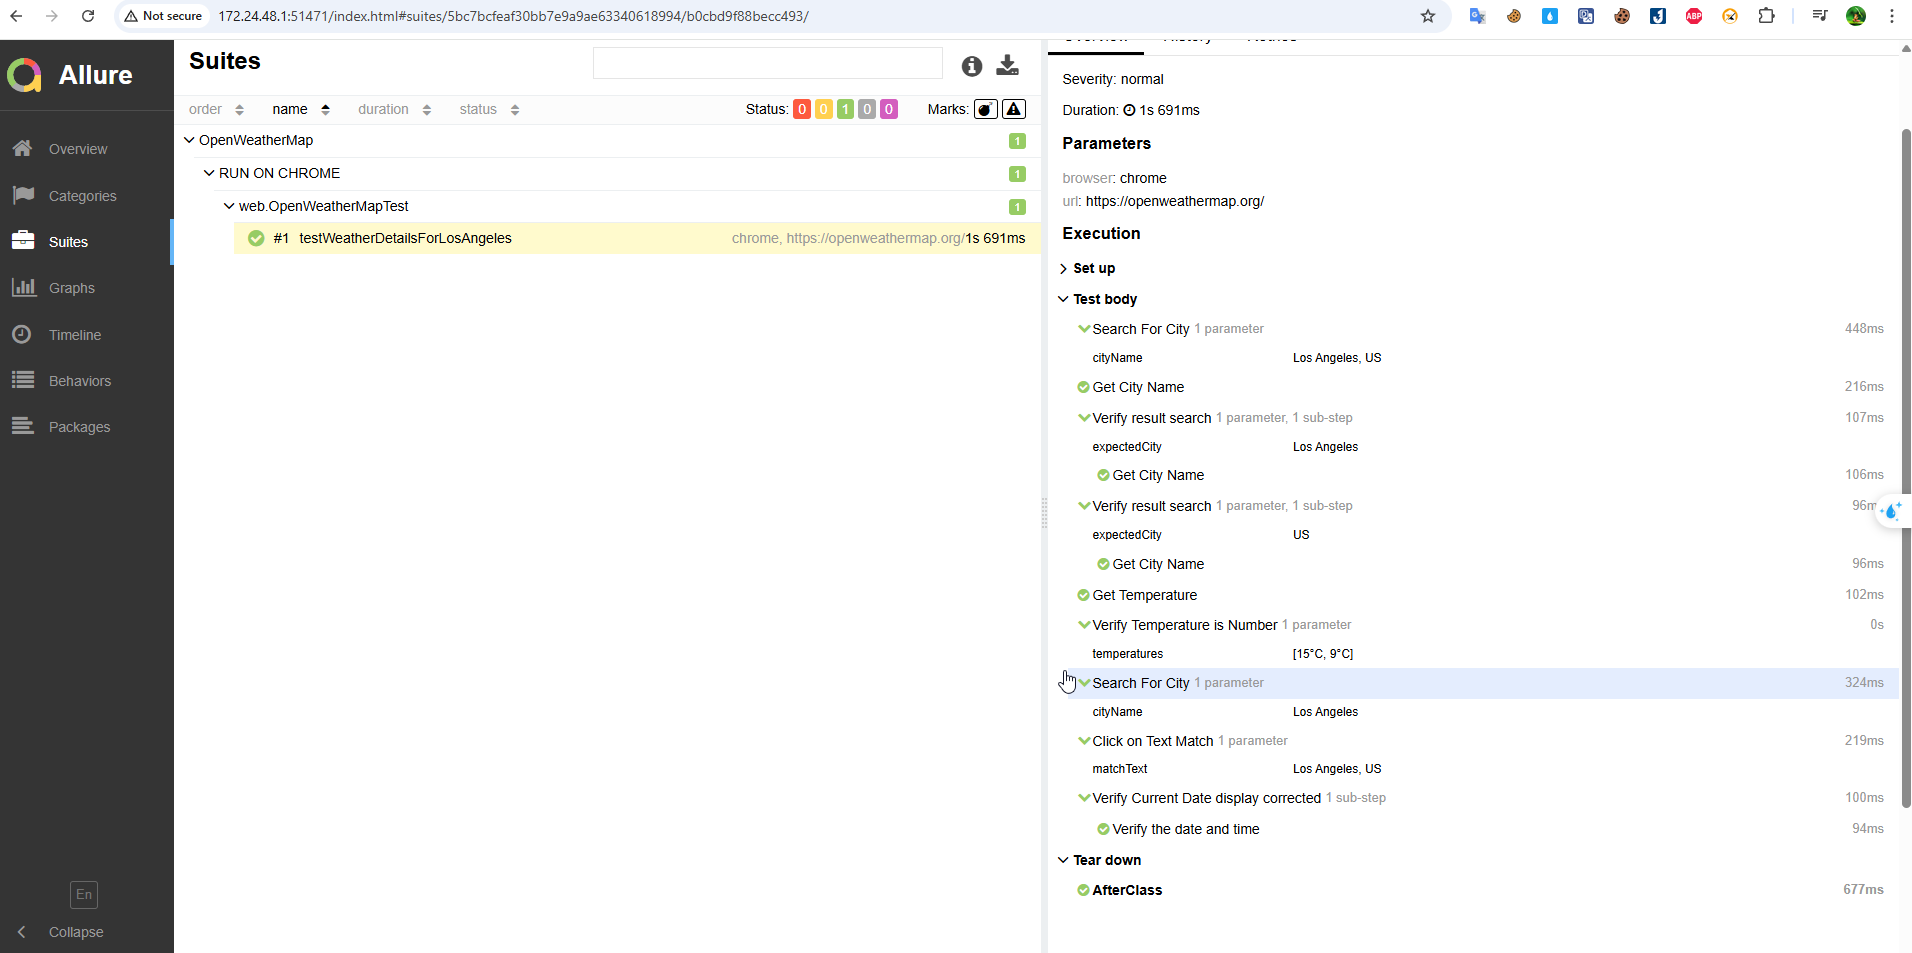 Not secure
172.24.48.1:51471/index.html#suites/5bc7bcfeaf30bb7e9a9ae63340618994/b0cbd9f88becc493/
ABP
Allure
Overview
Categories
Suites
Graphs
Timeline
Behaviors
Packages
En
Collapse
Suites
order name duration status Status: 0 0 1 0 0 Marks:
OpenWeatherMap 1
RUN ON CHROME 1
web.OpenWeatherMapTest 1
#1 testWeatherDetailsForLosAngeles chrome, https://openweathermap.org/ 1s 691ms
Severity: normal
Duration: 1s 691ms
Parameters
browser: chrome
url: https://openweathermap.org/
Execution
Set up
Test body
Search For City 1 parameter 448ms
cityName Los Angeles, US
Get City Name 216ms
Verify result search 1 parameter, 1 sub-step 107ms
expectedCity Los Angeles
Get City Name 106ms
Verify result search 1 parameter, 1 sub-step
expectedCity US
Get City Name 96ms
Get Temperature 102ms
Verify Temperature is Number 1 parameter 0s
temperatures [15°C, 9°C]
Search For City 1 parameter 324ms
cityName Los Angeles
Click on Text Match 1 parameter 219ms
matchText Los Angeles, US
Verify Current Date display corrected 1 sub-step 100ms
Verify the date and time 94ms
Tear down
AfterClass 677ms